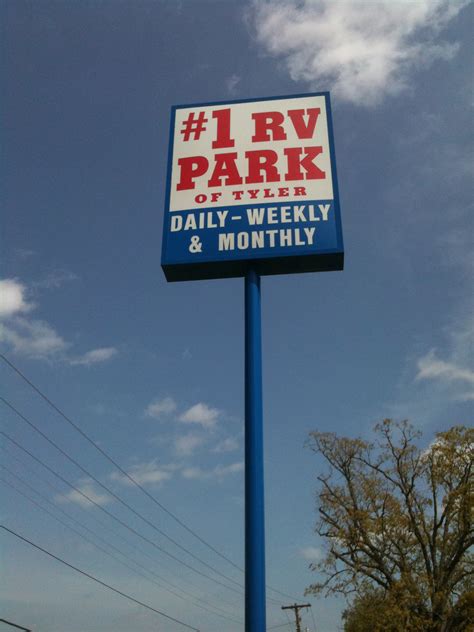 #1 RV
PARK
OF TYLER
DAILY-WEEKLY
& MONTHLY